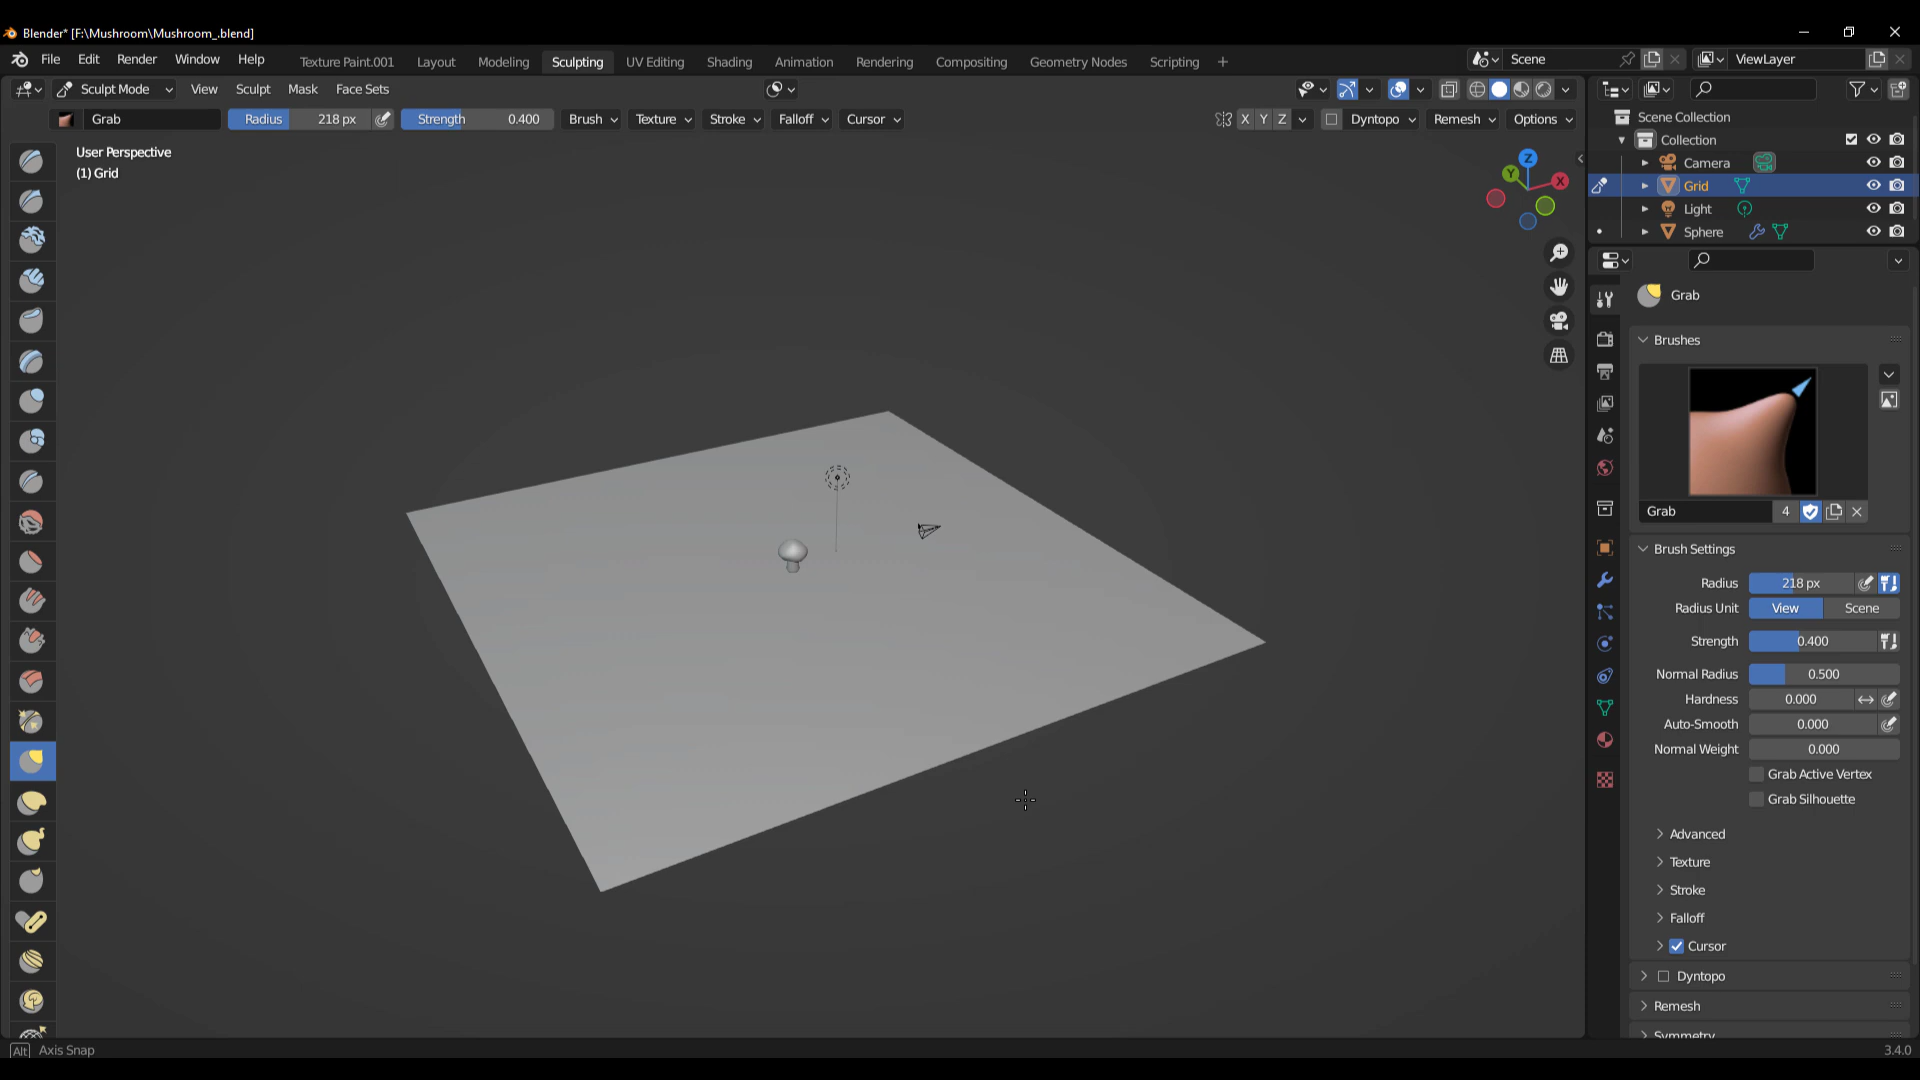 Blender* [F:\Mushroom\Mushroom_.blend]
File Edit Render Window Help Texture Paint.001 Layout Modeling Sculpting UV Editing Shading Animation Rendering Compositing Geometry Nodes Scripting + Scene ViewLayer
Sculpt Mode View Sculpt Mask Face Sets
Grab Radius 218 px Strength 0.400 Brush Texture Stroke Falloff Cursor X Y Z Dyntopo Remesh Options
User Perspective
(1) Grid
Z
Y
X
Scene Collection
Collection
Camera
Grid
Light
Sphere
Grab
Brushes
Grab 4
Brush Settings
Radius 218 px
Radius Unit View Scene
Strength 0.400
Normal Radius 0.500
Hardness 0.000
Auto-Smooth 0.000
Normal Weight 0.000
Grab Active Vertex
Grab Silhouette
Advanced
Texture
Stroke
Falloff
Cursor
Dyntopo
Remesh
Symmetry
Alt Axis Snap 3.4.0